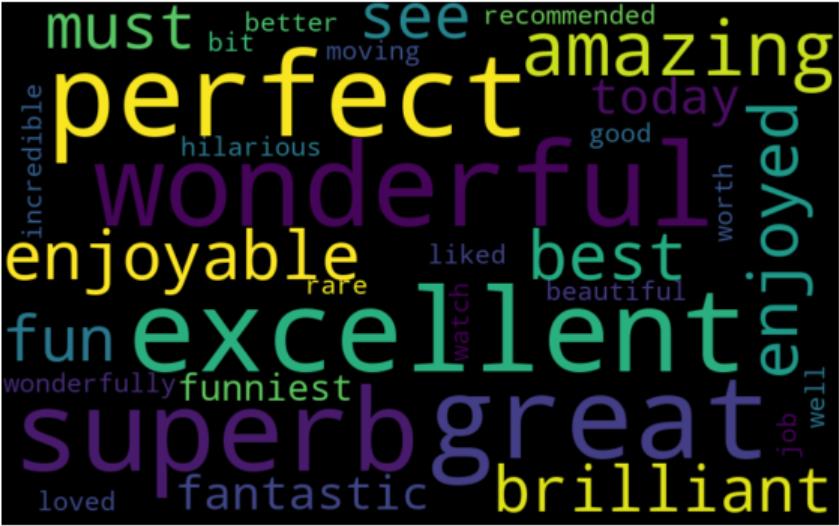 must
better
see
recommended
bit
moving
amazing
perfect
today
incredible
hilarious
good
wonderful
worth
enjoyed
enjoyable
liked
best
rare
beautiful
fun
excellent
watch
wonderfully
funniest
well
superb
great
job
loved
fantastic
brilliant